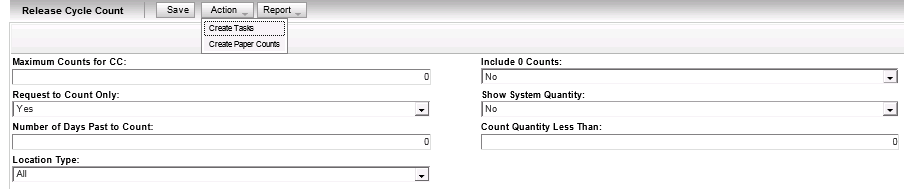 Release Cycle Count Save Action Report
Create Tasks
Create Paper Counts
Maximum Counts for CC: Include 0 Counts:
0 No
Request to Count Only: Show System Quantity:
Yes No
Number of Days Past to Count: Count Quantity Less Than:
0 0
Location Type:
All